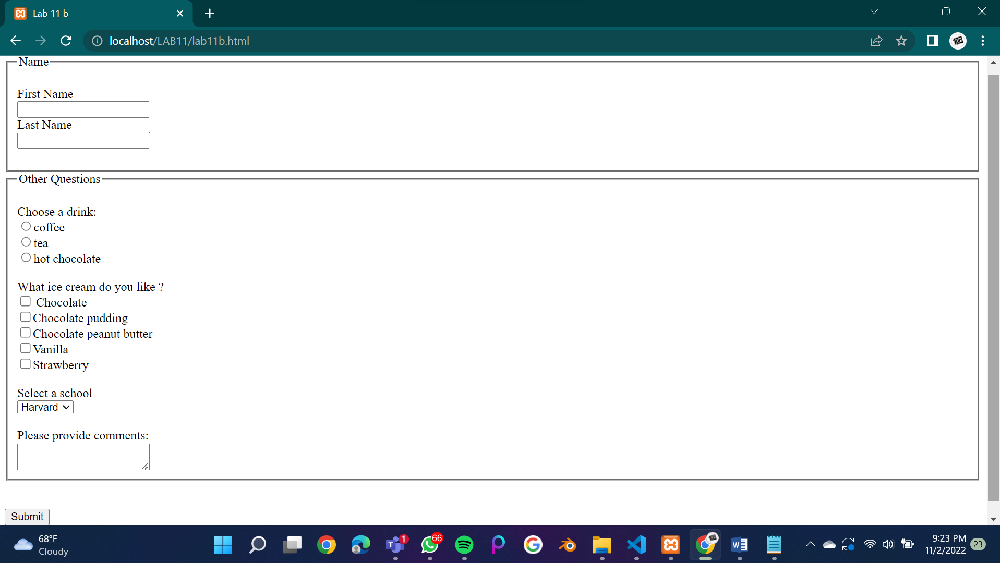 Lab 11 b
localhost/LAB11/lab11b.html
Name
First Name
Last Name
Other Questions
Choose a drink:
coffee
tea
hot chocolate
What ice cream do you like ?
Chocolate
Chocolate pudding
Chocolate peanut butter
Vanilla
Strawberry
Select a school
Harvard
Please provide comments:
Submit
68°F
Cloudy
1
66
9:23 PM
11/2/2022
23